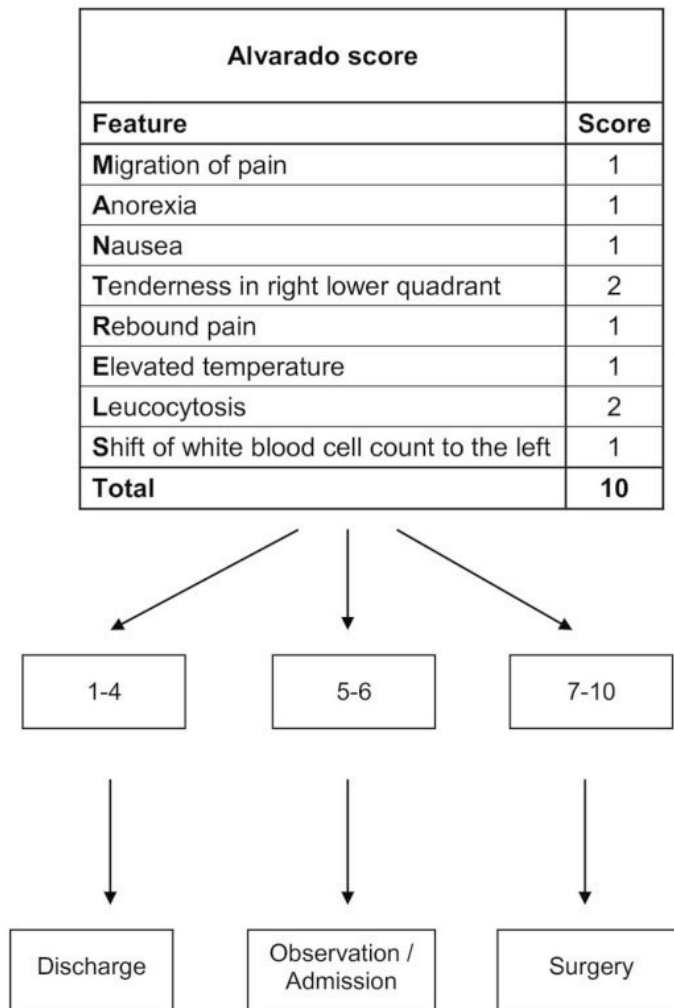 Alvarado score
Feature Score
Migration of pain 1
Anorexia 1
Nausea 1
Tenderness in right lower quadrant 2
Rebound pain 1
Elevated temperature 1
Leucocytosis 2
Shift of white blood cell count to the left 1
Total 10
1-4 5-6 7-10
Discharge
Observation /
Admission
Surgery